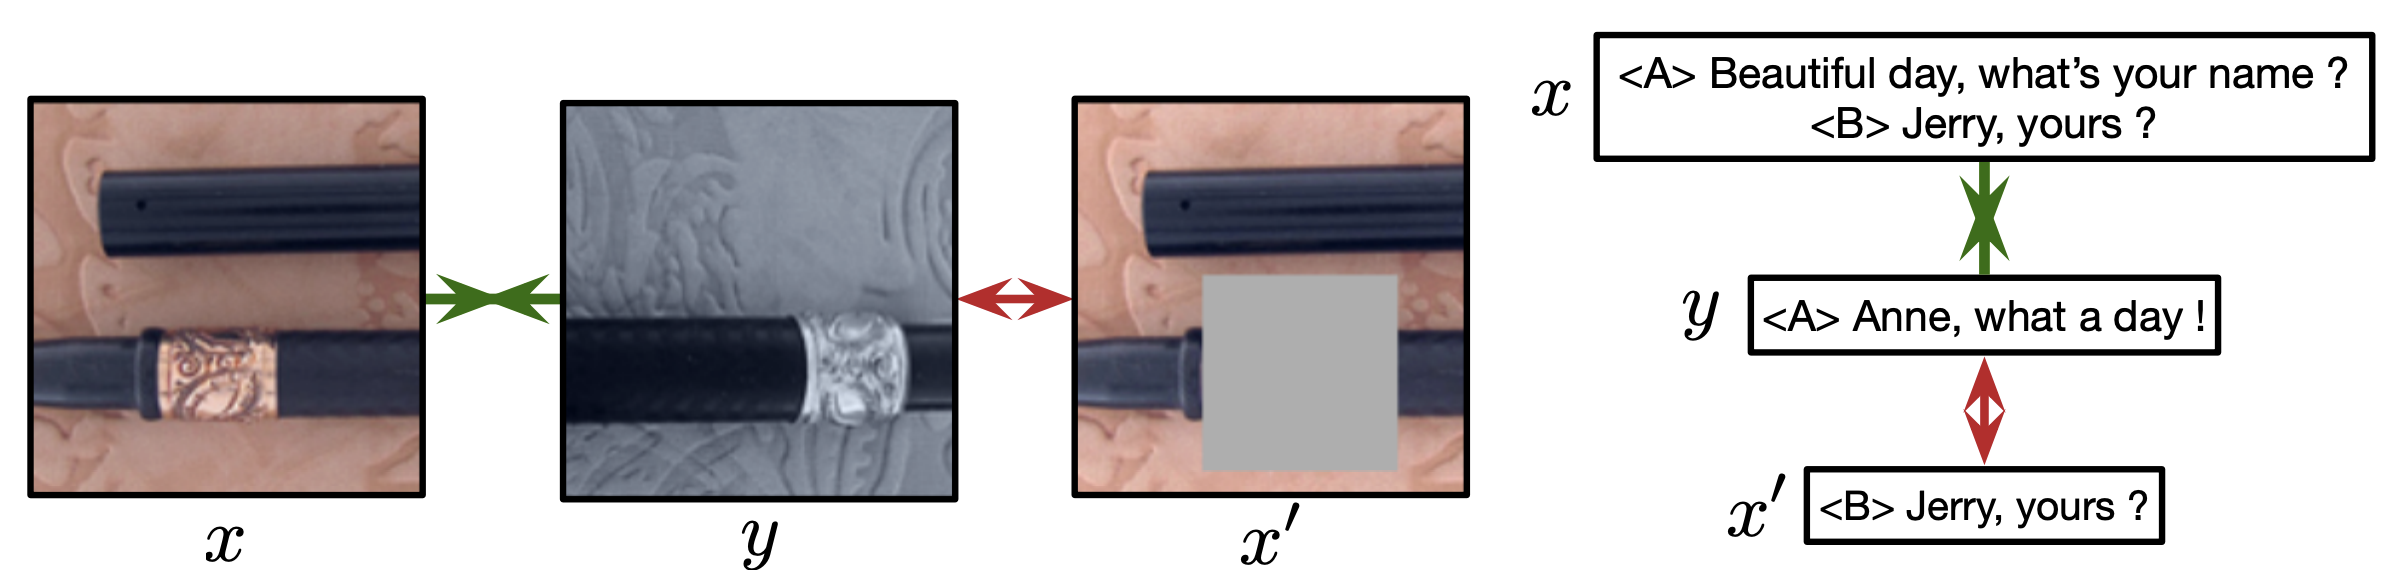 x
<A> Beautiful day, what’s your name ?
<B> Jerry, yours ?
y
<A> Anne, what a day !
x′
<B> Jerry, yours ?
x
y
x′